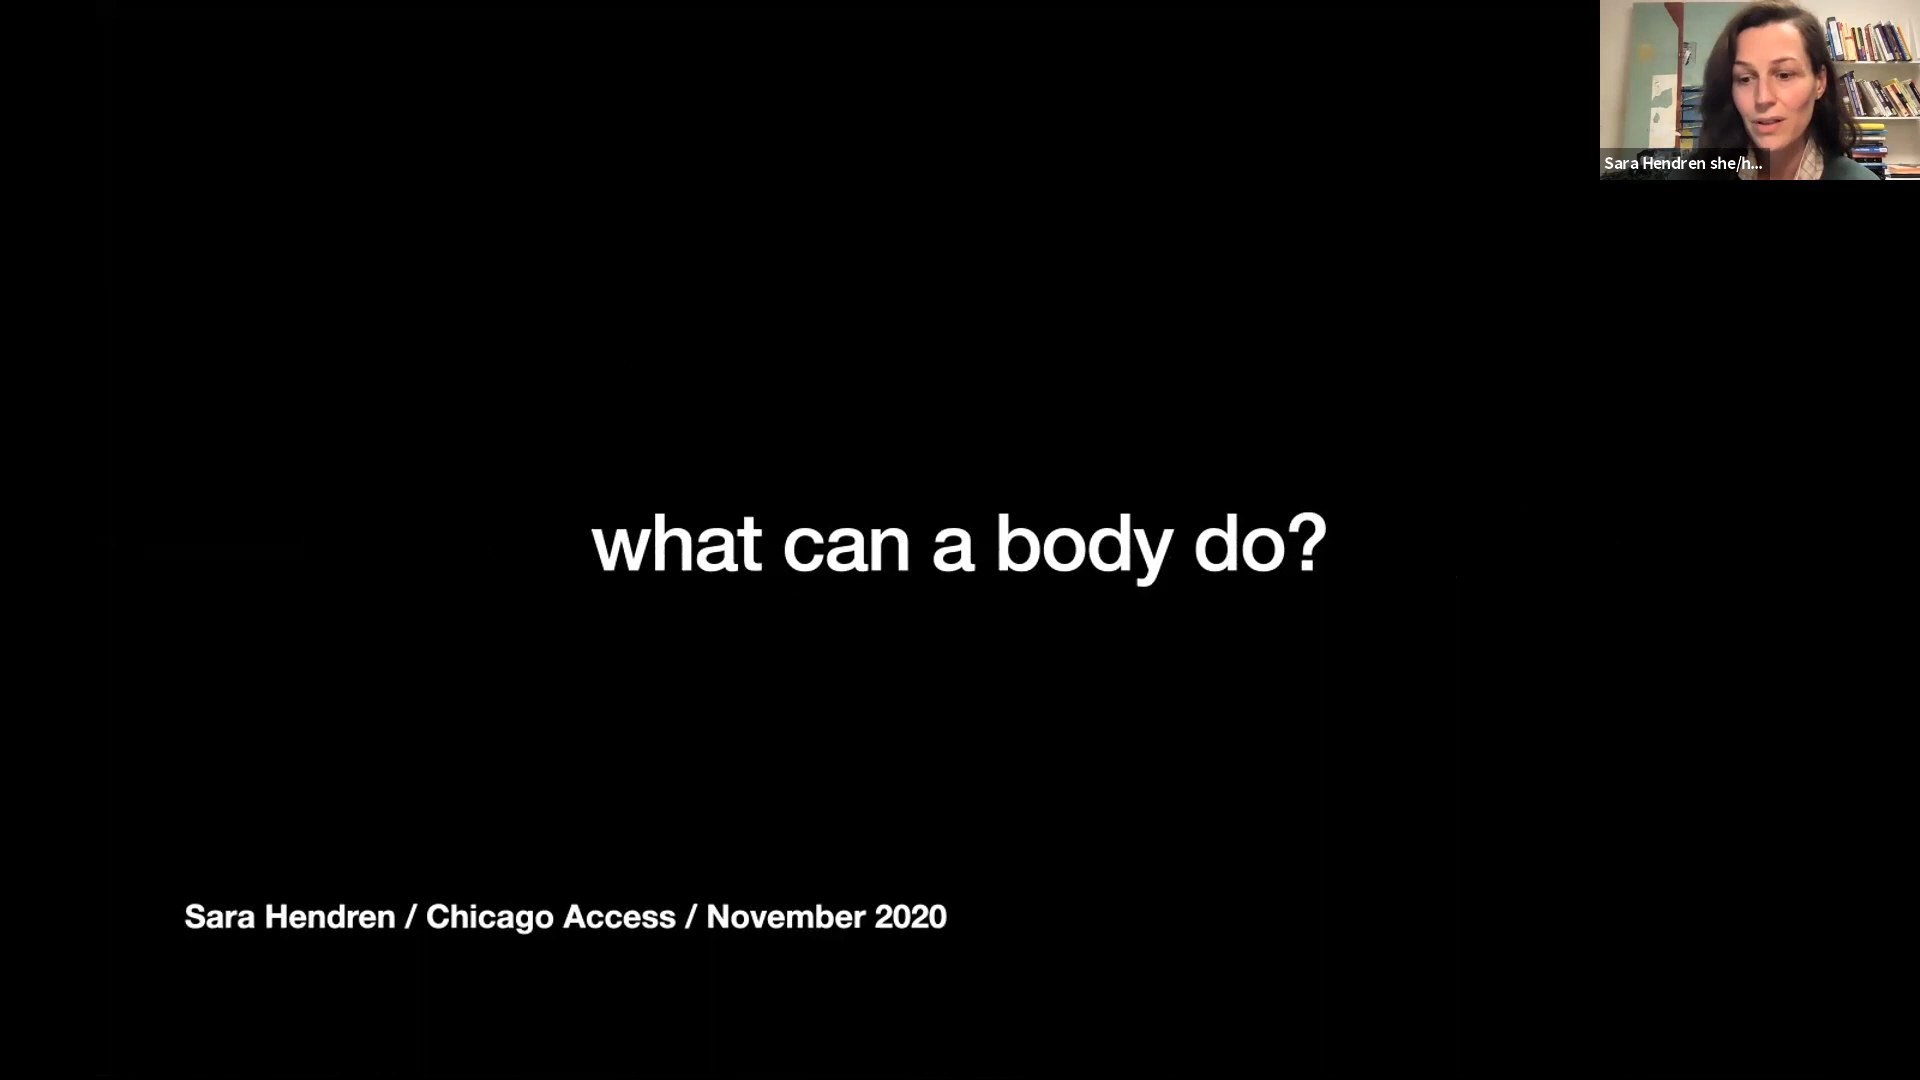 Sara Hendren she/h...
what can a body do?
Sara Hendren / Chicago Access / November 2020